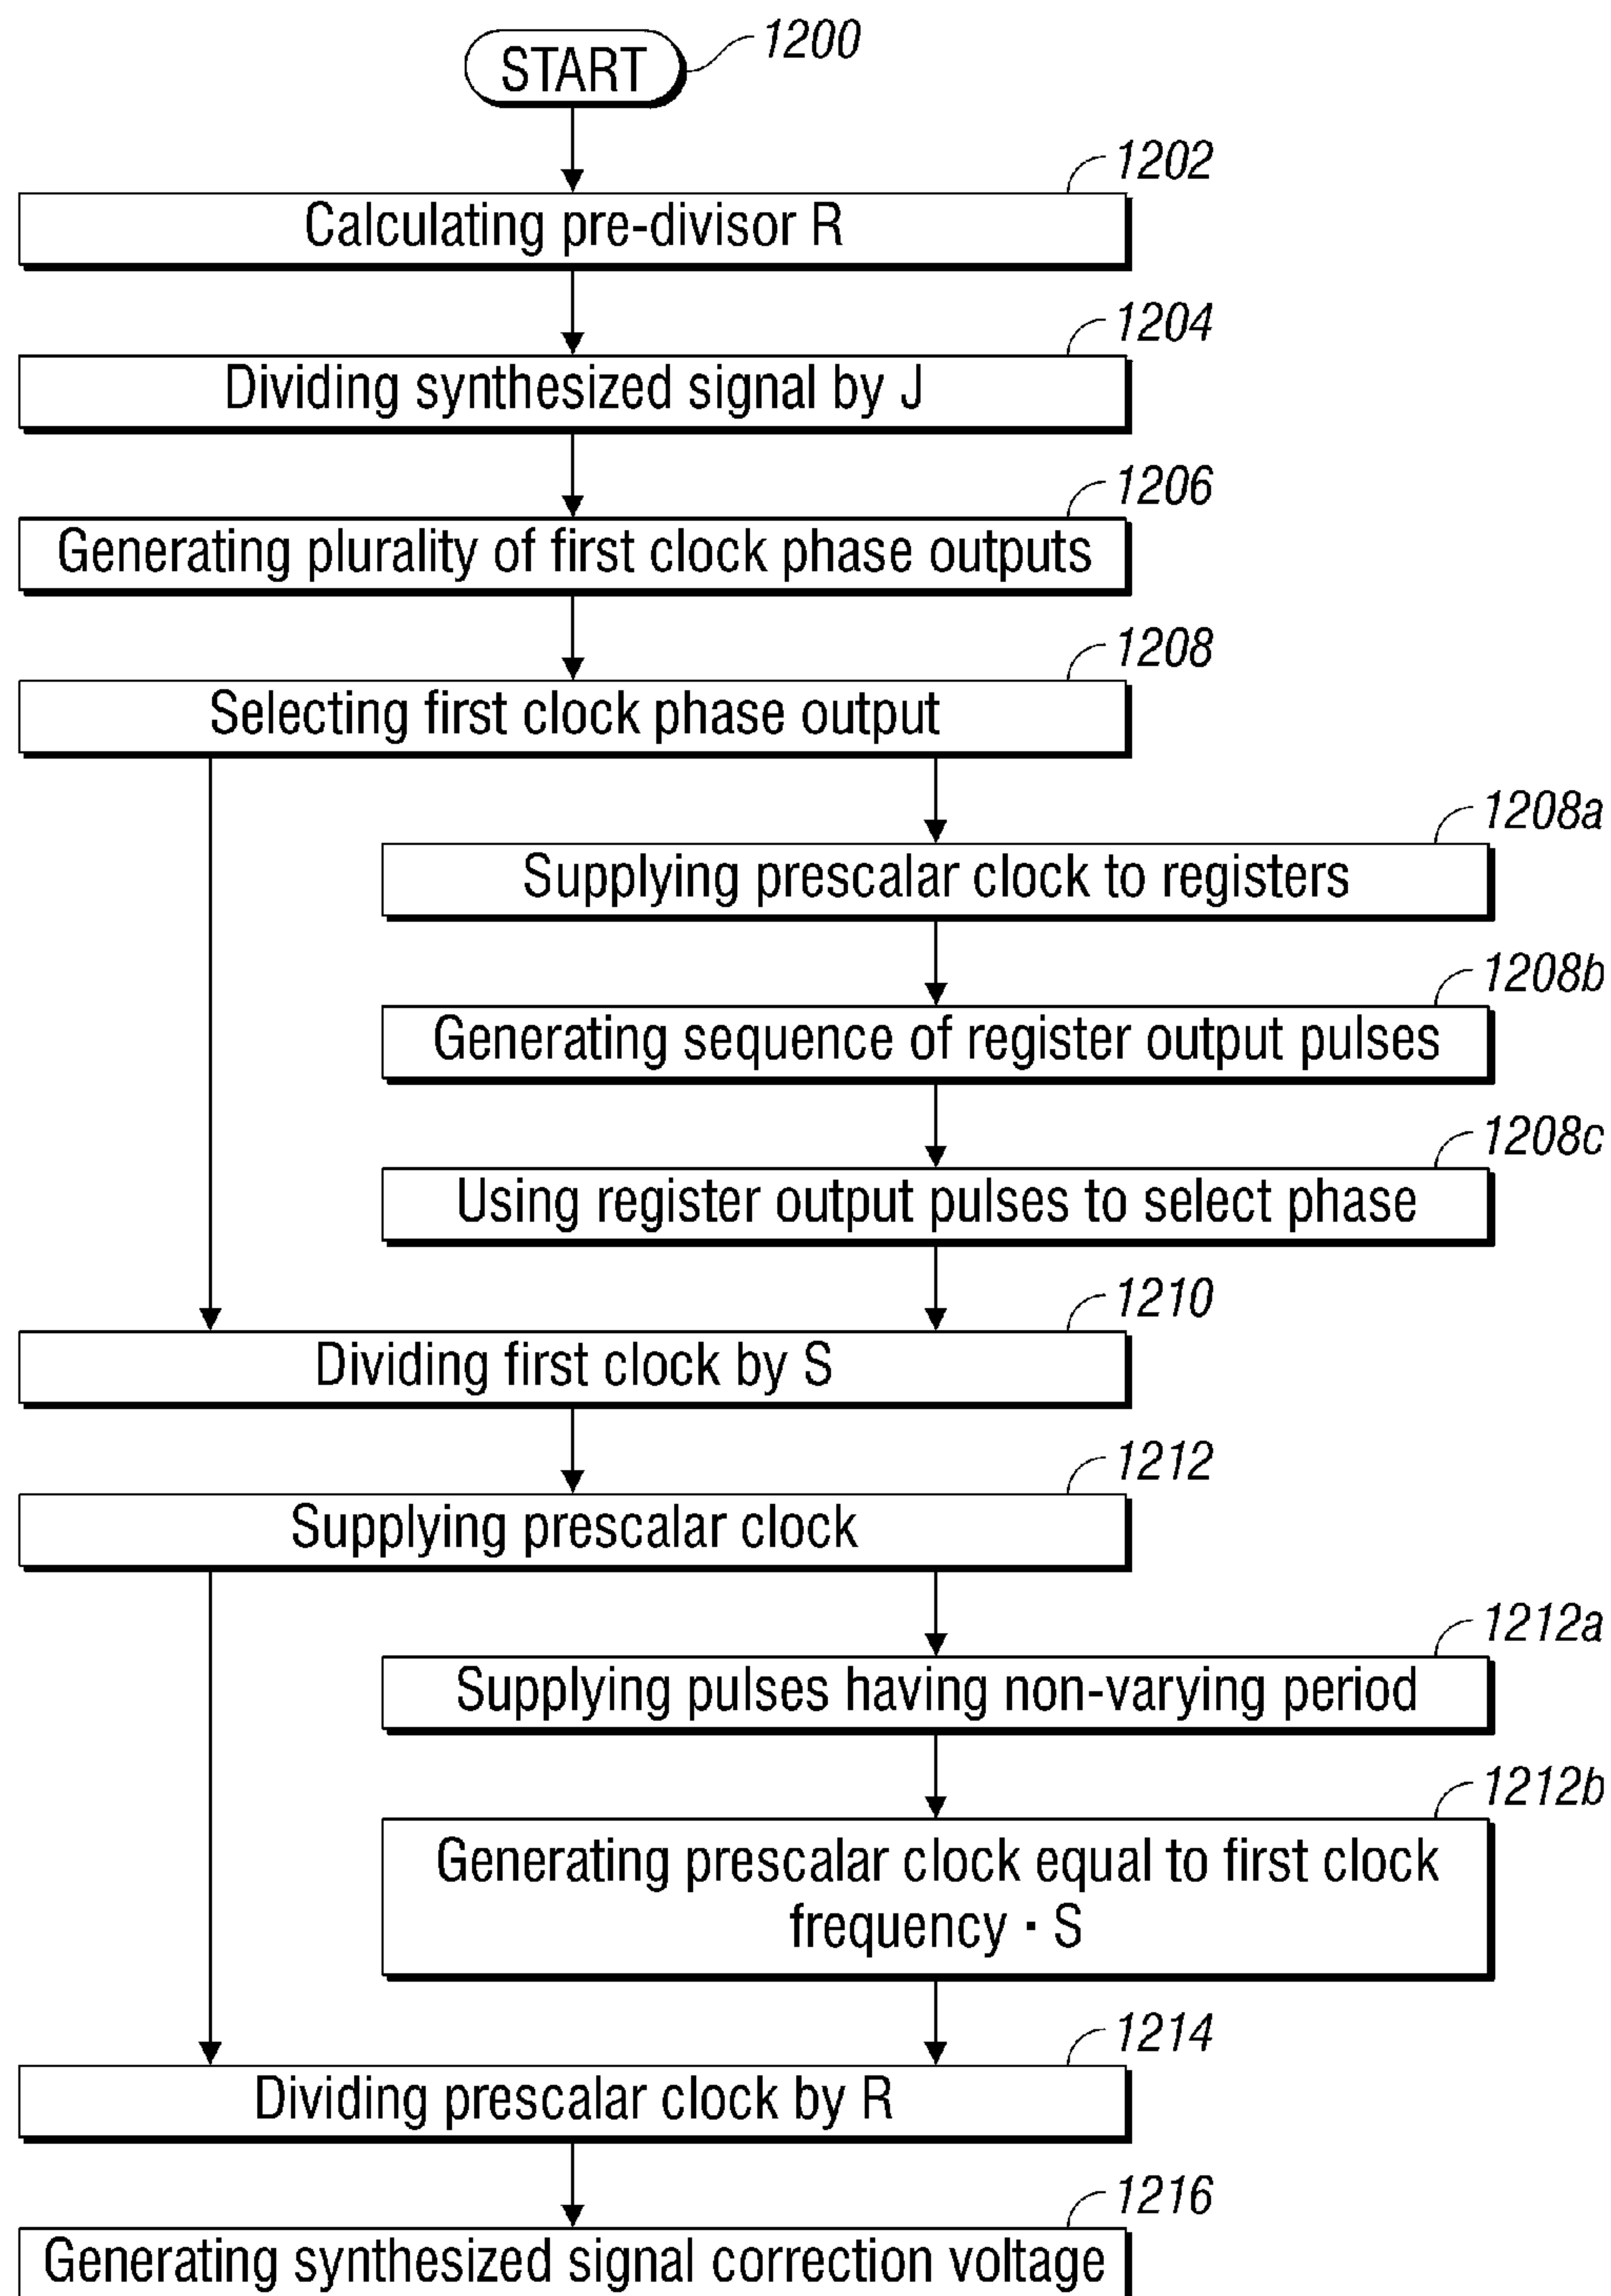 START
1200
1202
Calculating pre-divisor R
1204
Dividing synthesized signal by J
1206
Generating plurality of first clock phase outputs
1208
Selecting first clock phase output
1208a
Supplying prescalar clock to registers
1208b
Generating sequence of register output pulses
1208c
Using register output pulses to select phase
1210
Dividing first clock by S
1212
Supplying prescalar clock
1212a
Supplying pulses having non-varying period
1212b
Generating prescalar clock equal to first clock
frequency · S
1214
Dividing prescalar clock by R
1216
Generating synthesized signal correction voltage